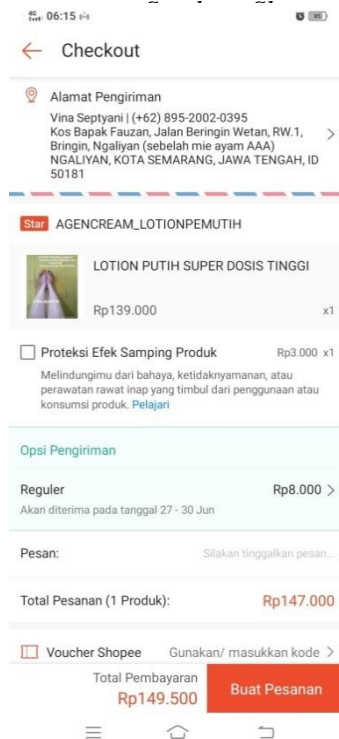 4G 06:15
85
Checkout
Alamat Pengiriman
Vina Septyani | (+62) 895-2002-0395
Kos Bapak Fauzan, Jalan Beringin Wetan, RW.1,
Bringin, Ngaliyan (sebelah mie ayam AAA)
NGALIYAN, KOTA SEMARANG, JAWA TENGAH, ID
50181
Star AGENCREAM_LOTIONPEMUTIH
LOTION PUTIH SUPER DOSIS TINGGI
Rp139.000 x1
Proteksi Efek Samping Produk Rp3.000 x1
Melindungimu dari bahaya, ketidaknyamanan, atau
perawatan rawat inap yang timbul dari penggunaan atau
konsumsi produk. Pelajari
Opsi Pengiriman
Reguler Rp8.000
Akan diterima pada tanggal 27 - 30 Jun
Pesan: Silakan tinggalkan pesan...
Total Pesanan (1 Produk): Rp147.000
Voucher Shopee Gunakan/ masukkan kode
Total Pembayaran
Rp149.500
Buat Pesanan